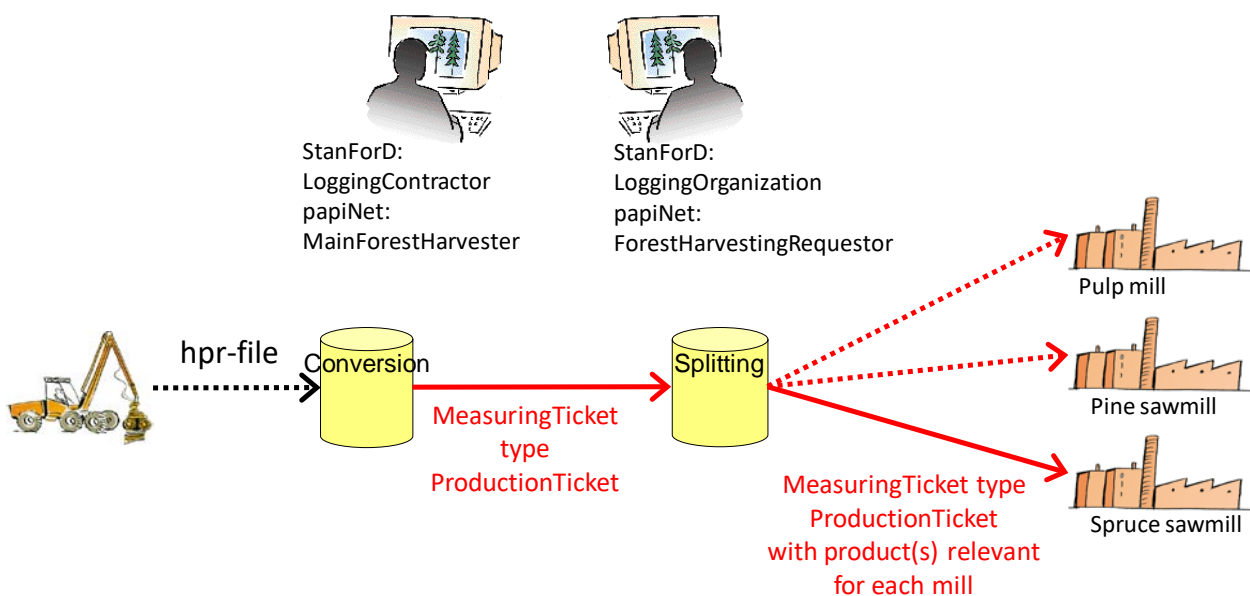 StanForD:
LoggingContractor
papiNet:
MainForestHarvester
StanForD:
LoggingOrganization
papiNet:
ForestHarvestingRequestor
Pulp mill
hpr-file
Conversion
Splitting
Pine sawmill
MeasuringTicket
type
ProductionTicket
MeasuringTicket type
ProductionTicket
with product(s) relevant
for each mill
Spruce sawmill